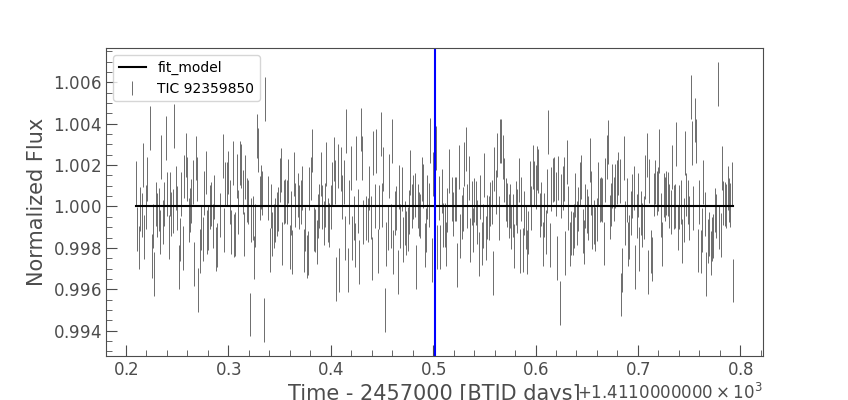 fit_model
TIC 92359850
1.006
1.004
1.002
1.000
0.998
0.996
0.994
Normalized Flux
0.2 0.3 0.4 0.5 0.6 0.7 0.8
Time - 2457000 [BTJD days]
+1.4110000000 × 10³